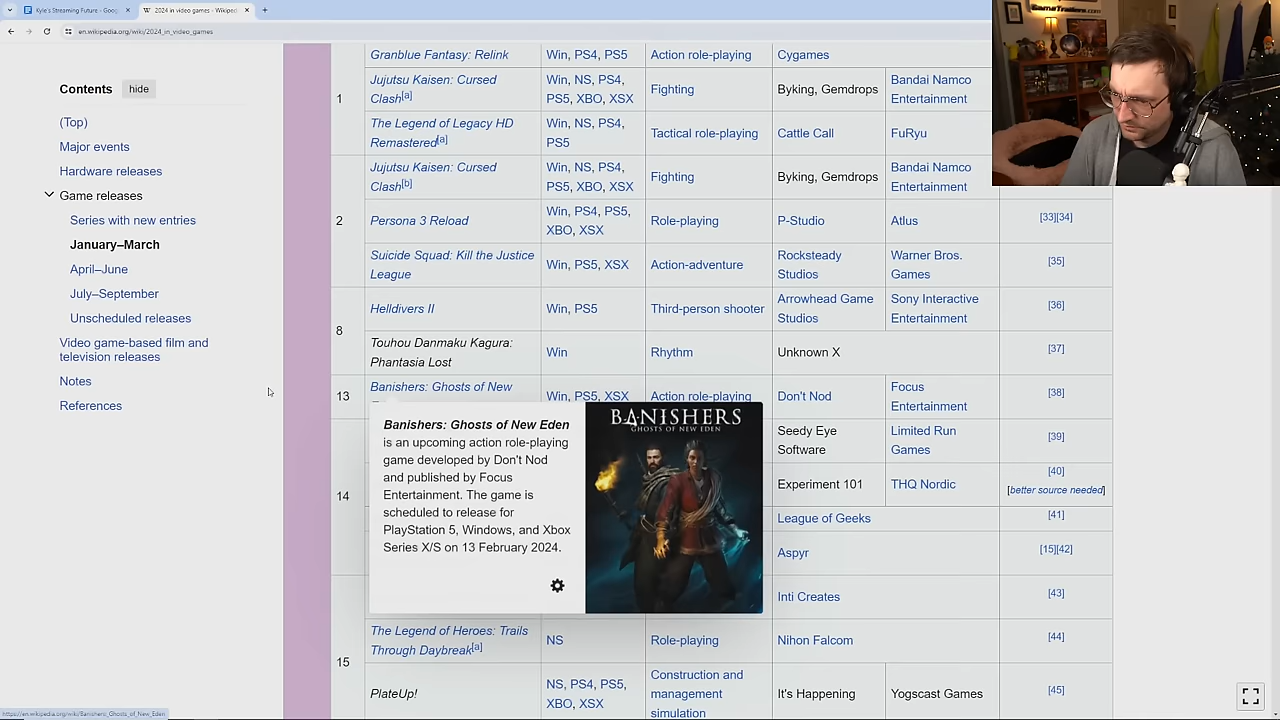 Kyle's Streaming Future - Goog
2024 in video games - Wikipedi
en.wikipedia.org/wiki/2024_in_video_games
GameTrailers.com
Contents hide
(Top)
Major events
Hardware releases
Game releases
Series with new entries
January–March
April–June
July–September
Unscheduled releases
Video game-based film and
television releases
Notes
References
Granblue Fantasy: Relink Win, PS4, PS5 Action role-playing Cygames
1
Jujutsu Kaisen: Cursed
Clash[a]
Win, NS, PS4,
PS5, XBO, XSX
Fighting
Byking, Gemdrops
Bandai Namco
Entertainment
The Legend of Legacy HD
Remastered[a]
Win, NS, PS4,
PS5
Tactical role-playing
Cattle Call
FuRyu
2
Jujutsu Kaisen: Cursed
Clash[b]
Win, NS, PS4,
PS5, XBO, XSX
Fighting
Byking, Gemdrops
Bandai Namco
Entertainment
Persona 3 Reload
Win, PS4, PS5,
XBO, XSX
Role-playing
P-Studio
Atlus
[33][34]
Suicide Squad: Kill the Justice
League
Win, PS5, XSX
Action-adventure
Rocksteady
Studios
Warner Bros.
Games
[35]
8
Helldivers II
Win, PS5
Third-person shooter
Arrowhead Game
Studios
Sony Interactive
Entertainment
[36]
Touhou Danmaku Kagura:
Phantasia Lost
Win
Rhythm
Unknown X
[37]
13
Banishers: Ghosts of New
Win, PS5, XSX
Action role-playing
Don't Nod
Focus
Entertainment
[38]
Banishers: Ghosts of New Eden
is an upcoming action role-playing
game developed by Don't Nod
and published by Focus
Entertainment. The game is
scheduled to release for
PlayStation 5, Windows, and Xbox
Series X/S on 13 February 2024.
BANISHERS
GHOSTS OF NEW EDEN
14
Seedy Eye
Software
Limited Run
Games
[39]
Experiment 101
THQ Nordic
[40]
[better source needed]
League of Geeks
[41]
Aspyr
[15][42]
15
Inti Creates
[43]
The Legend of Heroes: Trails
Through Daybreak[a]
NS
Role-playing
Nihon Falcom
[44]
PlateUp!
NS, PS4, PS5,
XBO, XSX
Construction and
management
simulation
It's Happening
Yogscast Games
[45]
https://en.wikipedia.org/wiki/Banishers:_Ghosts_of_New_Eden